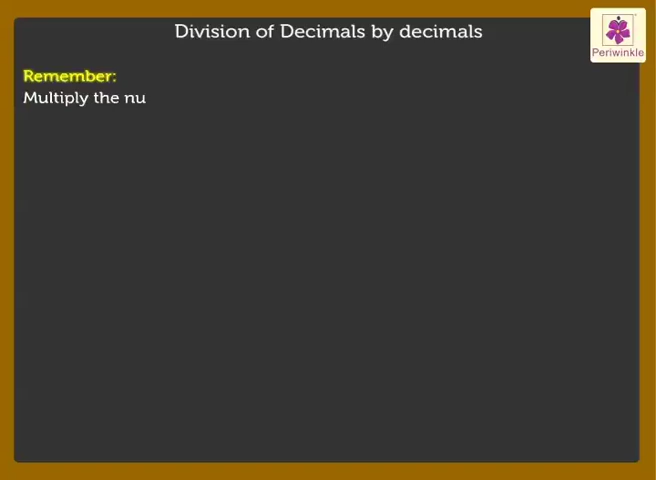 Division of Decimals by decimals
Periwinkle
Remember:
Multiply the nu